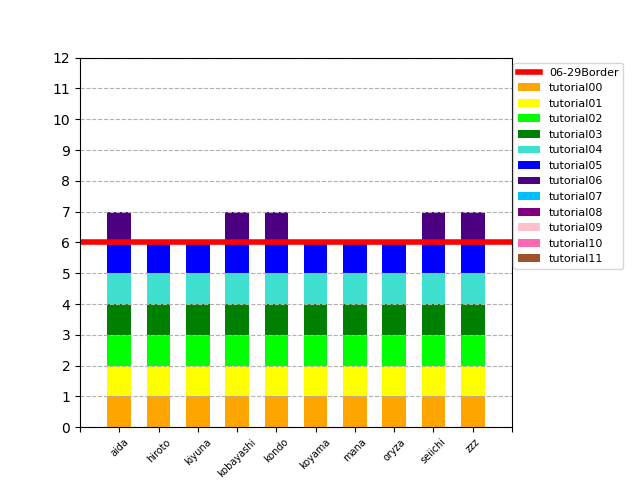 12
11
10
9
8
7
6
5
4
3
2
1
0
aida
hiroto
kiyuna
kobayashi
kondo
koyama
mana
oryza
seiichi
zzz
06-29Border
tutorial00
tutorial01
tutorial02
tutorial03
tutorial04
tutorial05
tutorial06
tutorial07
tutorial08
tutorial09
tutorial10
tutorial11